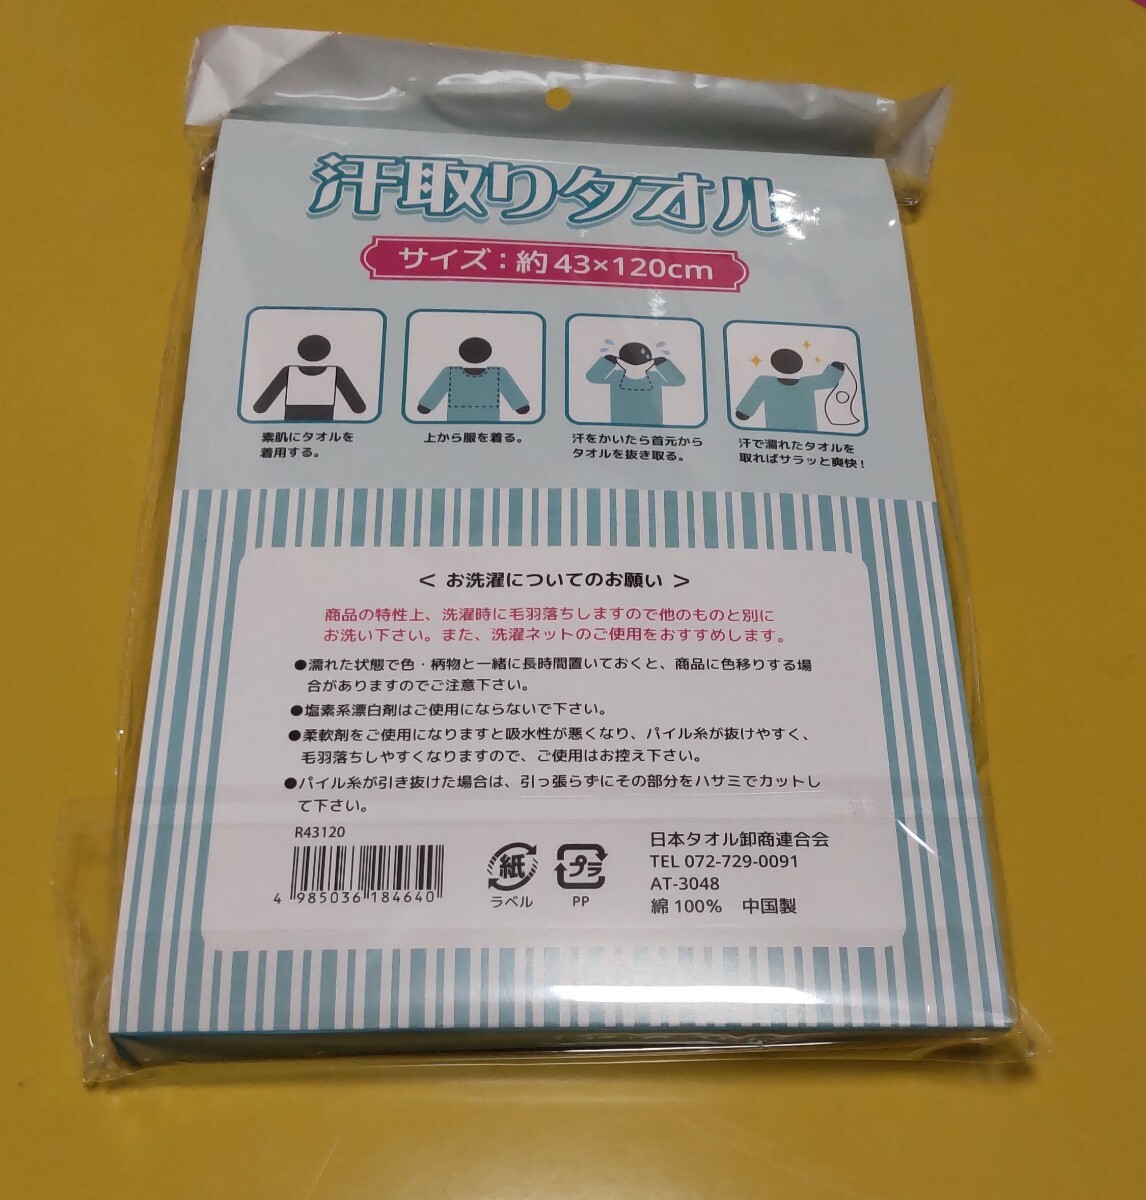 汗取りタオル
サイズ：約43×120cm
素肌にタオルを
着用する。
上から服を着る。
汗をかいたら首元から
タオルを抜き取る。
汗で濡れたタオルを
取ればサラッと爽快！
＜ お洗濯についてのお願い ＞
商品の特性上、洗濯時に毛羽落ちしますので他のものと別に
お洗い下さい。また、洗濯ネットのご使用をおすすめします。
●濡れた状態で色・柄物と一緒に長時間置いておくと、商品に色移りする場
合がありますのでご注意下さい。
●塩素系漂白剤はご使用にならないで下さい。
●柔軟剤をご使用になりますと吸水性が悪くなり、パイル糸が抜けやすく、
毛羽落ちしやすくなりますので、ご使用はお控え下さい。
●パイル糸が引き抜けた場合は、引っ張らずにその部分をハサミでカットし
て下さい。
R43120
4 985036 184640
紙
ラベル
プラ
PP
日本タオル卸商連合会
TEL 072-729-0091
AT-3048
綿 100%　中国製